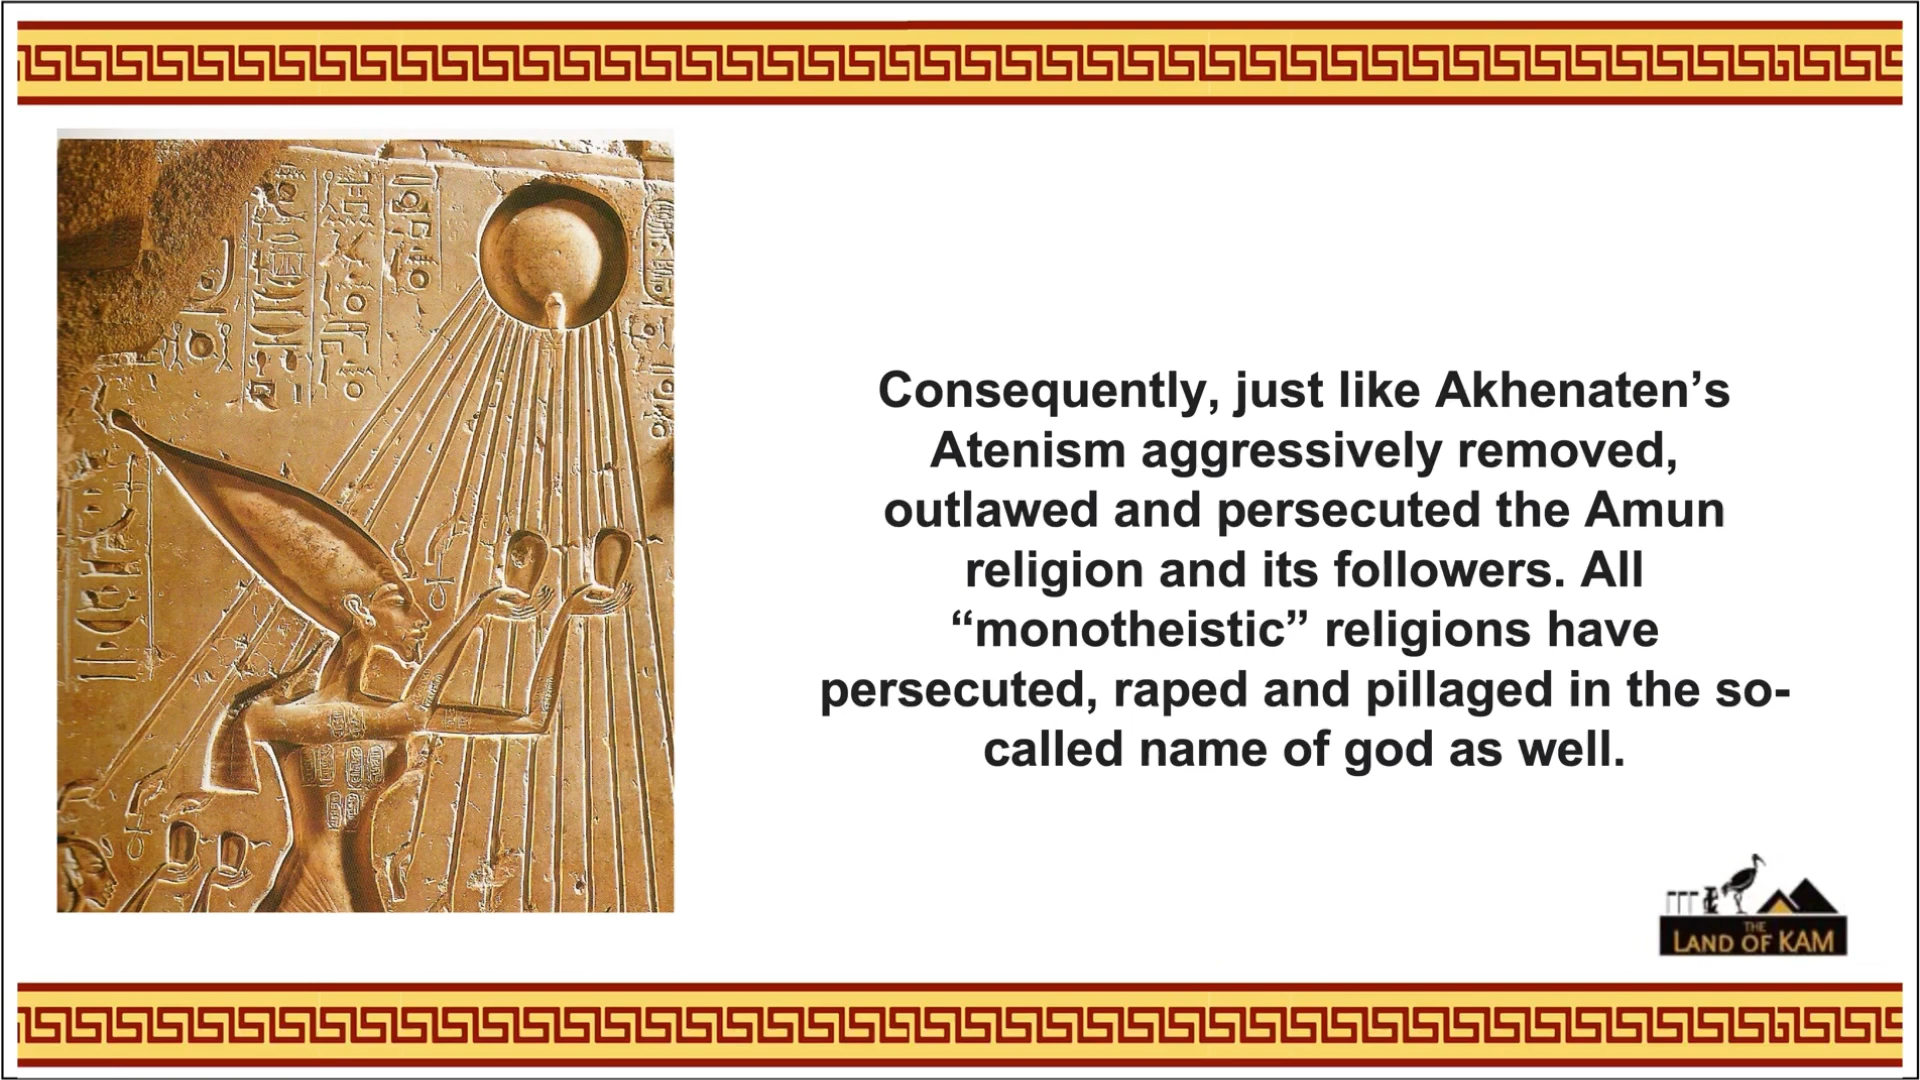 Consequently, just like Akhenaten’s
Atenism aggressively removed,
outlawed and persecuted the Amun
religion and its followers. All
“monotheistic” religions have
persecuted, raped and pillaged in the so-
called name of god as well.
THE
LAND OF KAM